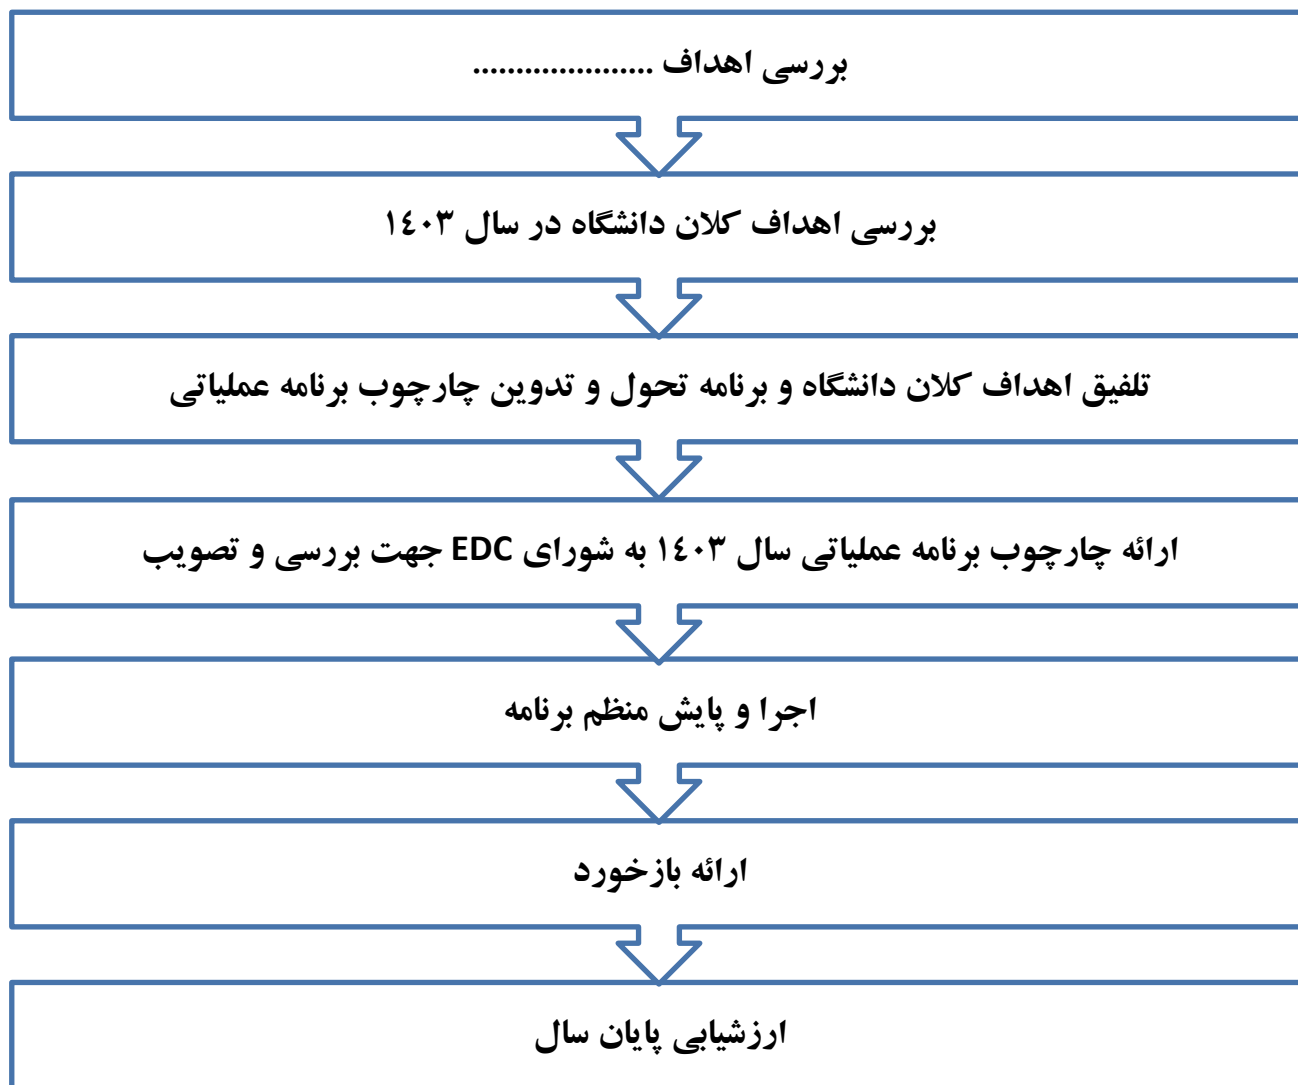 بررسی اهداف .....................
بررسی اهداف کلان دانشگاه در سال ۱٤۰۳
تلفیق اهداف کلان دانشگاه و برنامه تحول و تدوین چارچوب برنامه عملیاتی
ارائه چارچوب برنامه عملیاتی سال ۱٤۰۳ به شورای EDC جهت بررسی و تصویب
اجرا و پایش منظم برنامه
ارائه بازخورد
ارزشیابی پایان سال